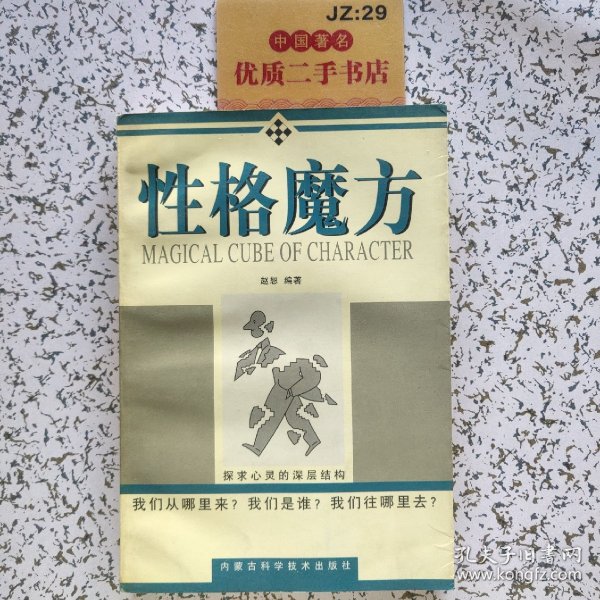 JZ:29
中国著名
优质二手书店
性格魔方
MAGICAL CUBE OF CHARACTER
赵恕 编著
探求心灵的深层结构
我们从哪里来?我们是谁?我们往哪里去?
内蒙古科学技术出版社
孔夫子旧书网
www.kongfz.com